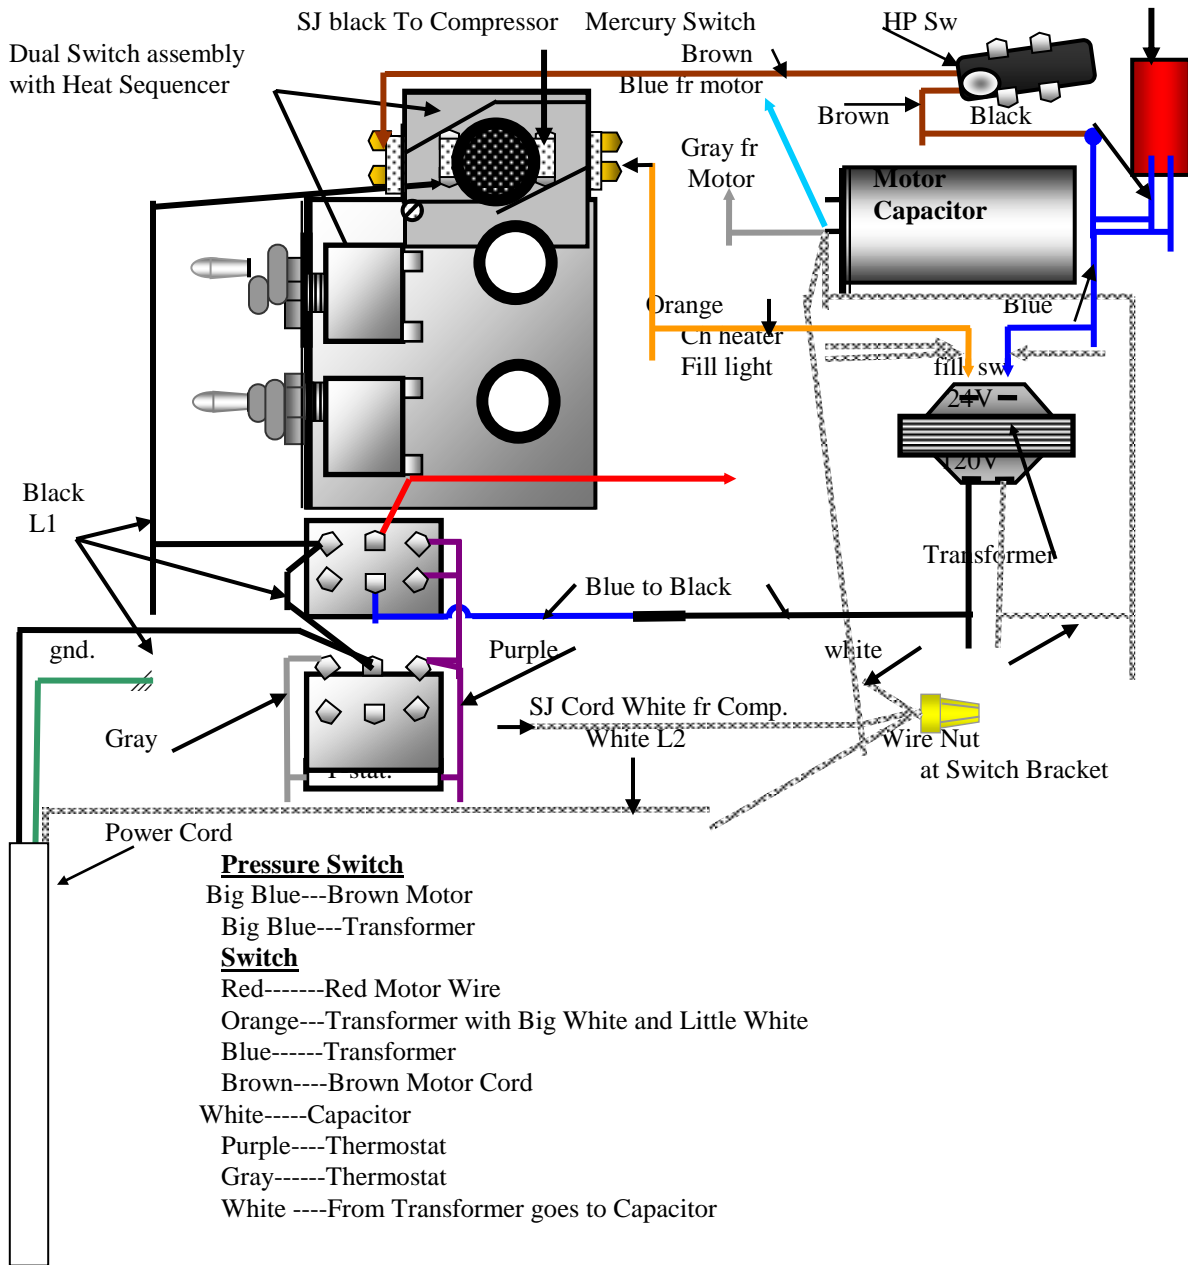 SJ black To Compressor
Mercury Switch
HP Sw
Dual Switch assembly
with Heat Sequencer
Brown
Blue fr motor
Brown
Black
Gray fr
Motor
Motor
Capacitor
Orange
Blue
Ch heater
Fill light
fill sw
24V
120V
Black
L1
Transformer
Blue to Black
gnd.
Purple
white
SJ Cord White fr Comp.
Gray
White L2
Wire Nut
at Switch Bracket
T-stat.
Power Cord
Pressure Switch
Big Blue---Brown Motor
Big Blue---Transformer
Switch
Red-------Red Motor Wire
Orange---Transformer with Big White and Little White
Blue------Transformer
Brown----Brown Motor Cord
White-----Capacitor
Purple----Thermostat
Gray------Thermostat
White ----From Transformer goes to Capacitor